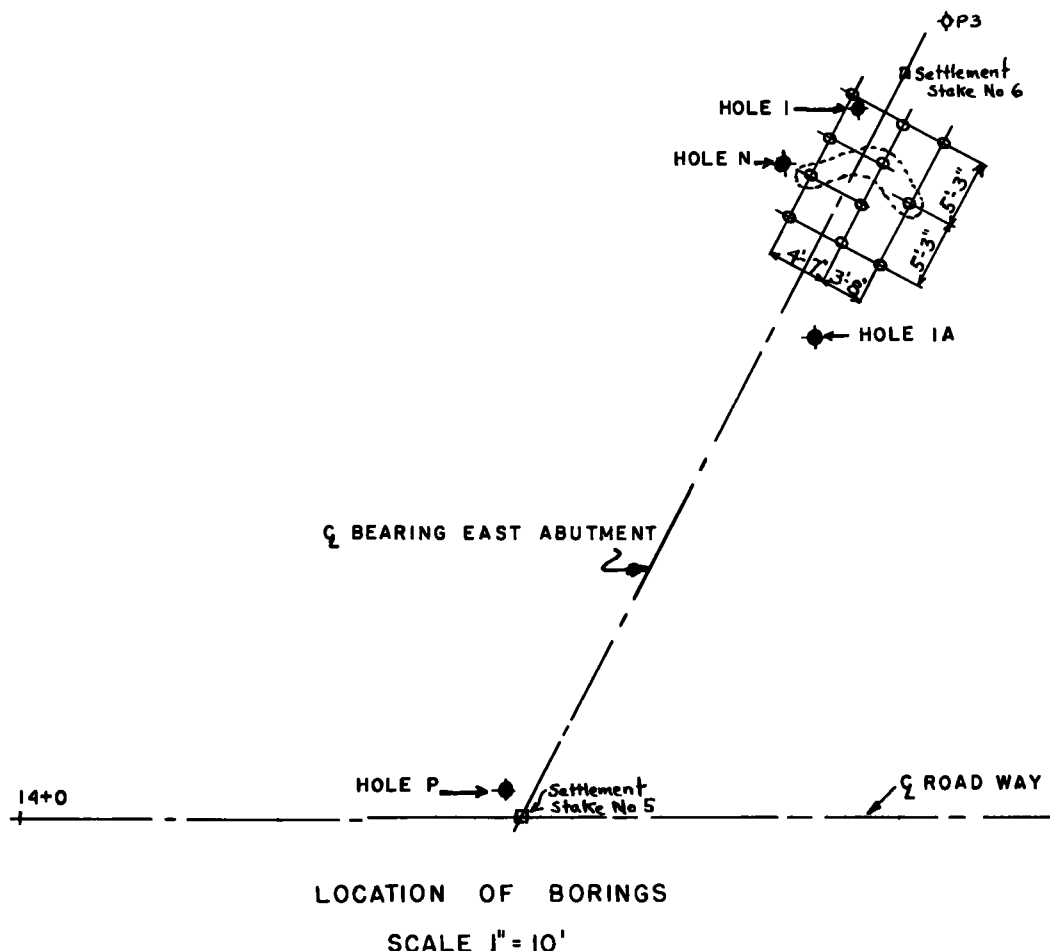 P3
Settlement
Stake No 6
HOLE 1
HOLE N
5'-3"
5'-3"
4'-7"
3'-8"
HOLE 1A
℄ BEARING EAST ABUTMENT
HOLE P
Settlement
Stake No 5
14+0
℄ ROAD WAY
LOCATION OF BORINGS
SCALE 1" = 10'